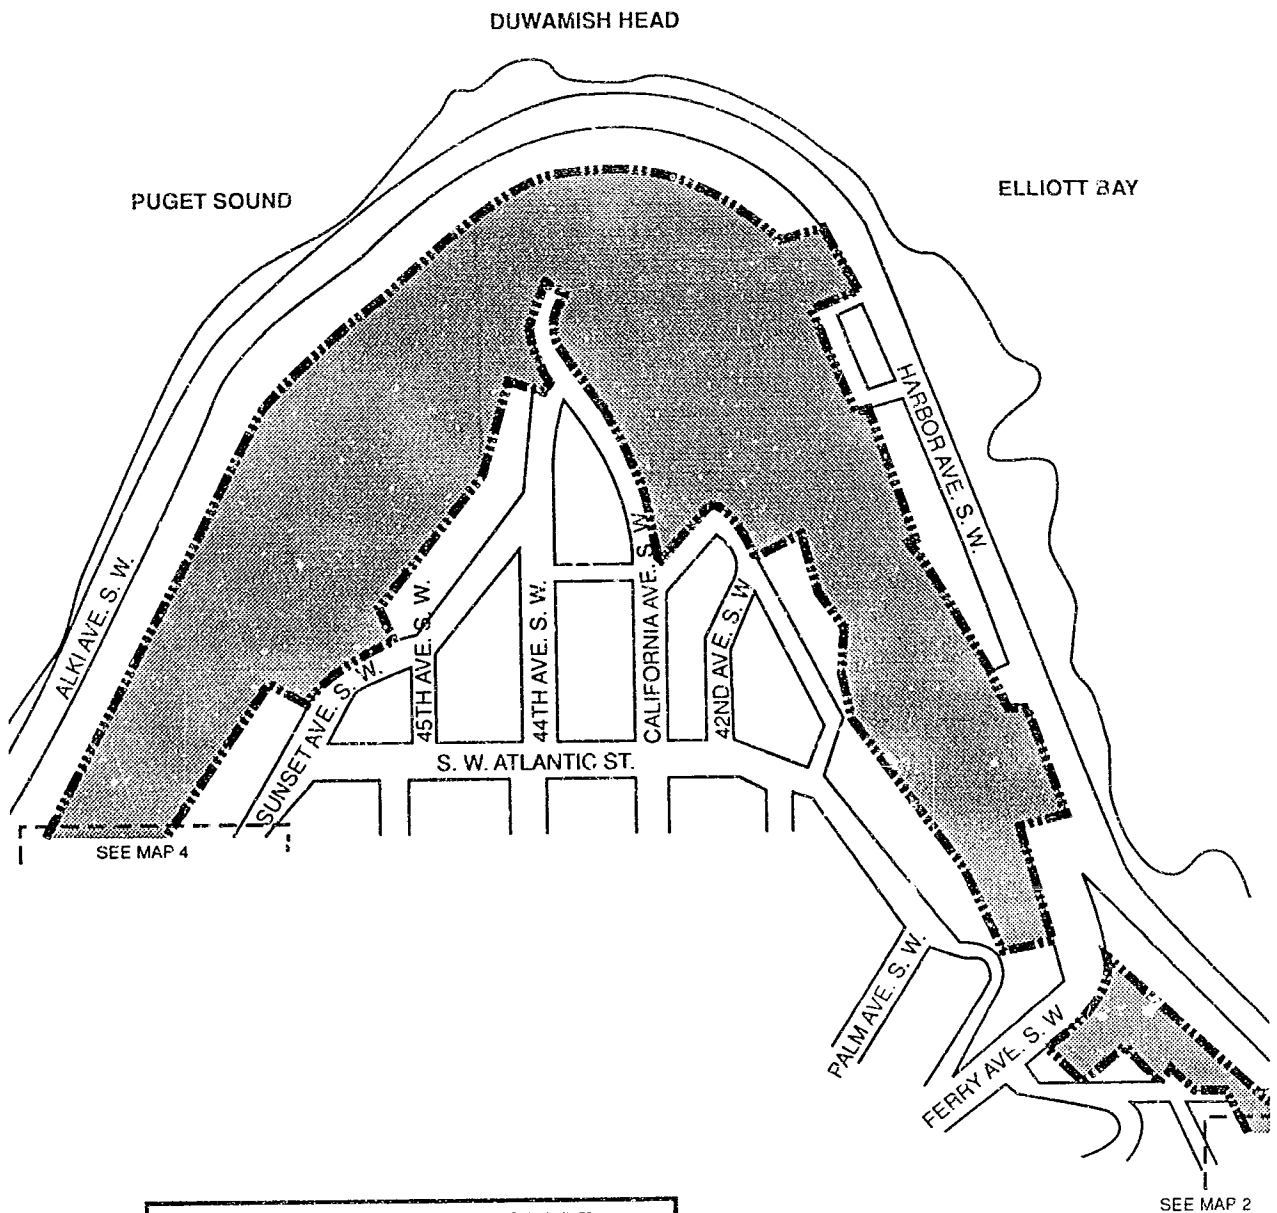 DUWAMISH HEAD
PUGET SOUND
ELLIOTT BAY
HARBOR AVE. S. W.
ALKI AVE. S. W.
SUNSET AVE. S. W.
45TH AVE. S. W.
44TH AVE. S. W.
CALIFORNIA AVE. S. W.
42ND AVE. S. W.
S. W. ATLANTIC ST.
SEE MAP 4
PALM AVE. S. W.
FERRY AVE. S. W.
SEE MAP 2